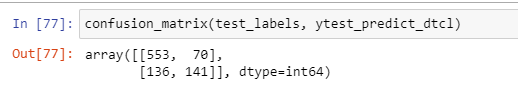 In [77]: confusion_matrix(test_labels, ytest_predict_dtcl)
Out[77]: array([[553, 70],
[136, 141]], dtype=int64)